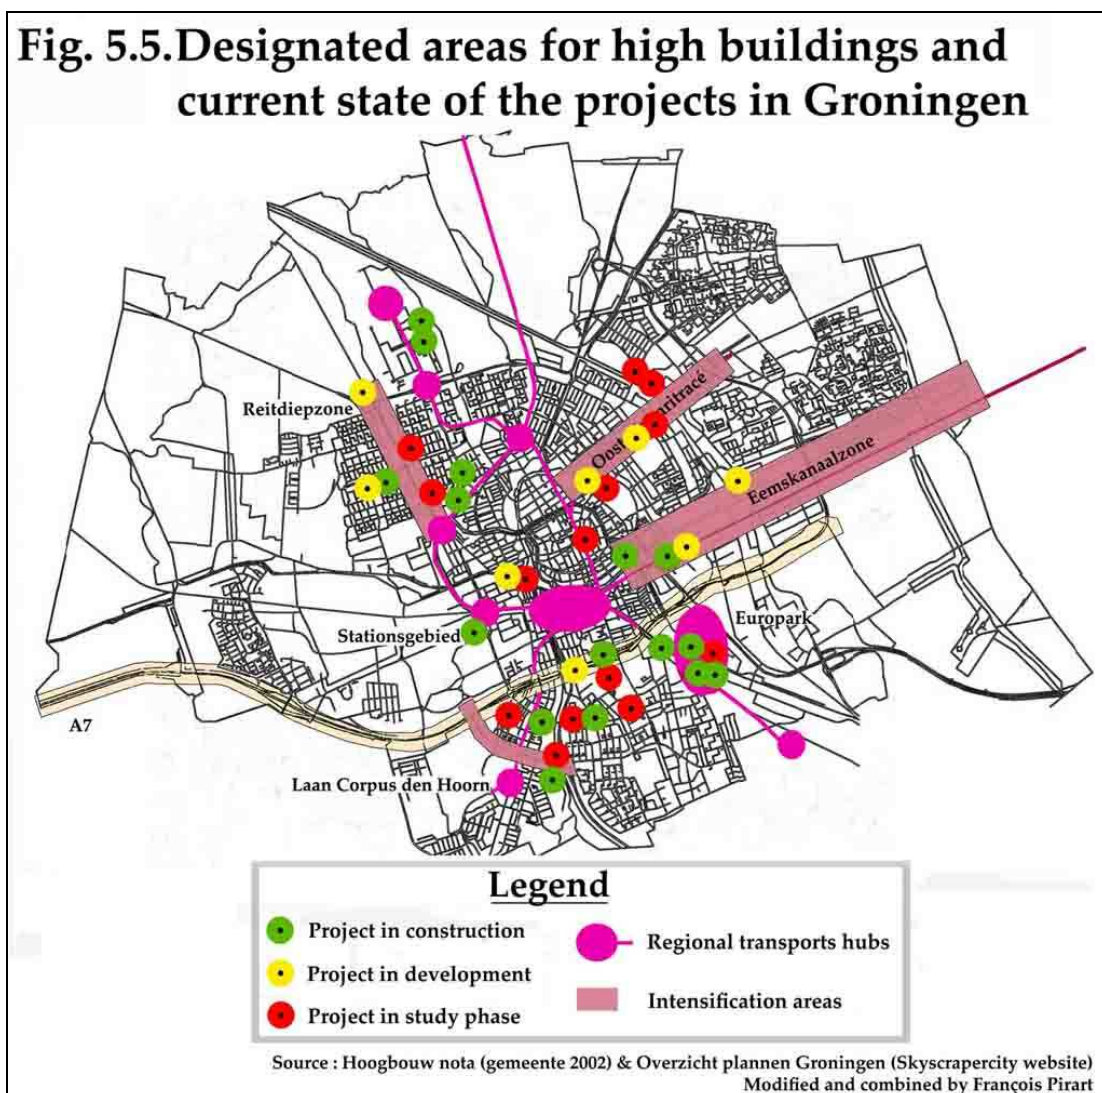 Fig. 5.5. Designated areas for high buildings and
current state of the projects in Groningen
Reitdiepzone
Oost aritracé
Eemskanaalzone
Stationsgebied
Europark
A7
Laan Corpus den Hoorn
Legend
Project in construction
Project in development
Project in study phase
Regional transports hubs
Intensification areas
Source : Hoogbouw nota (gemeente 2002) & Overzicht plannen Groningen (Skyscrapercity website)
Modified and combined by François Pirart